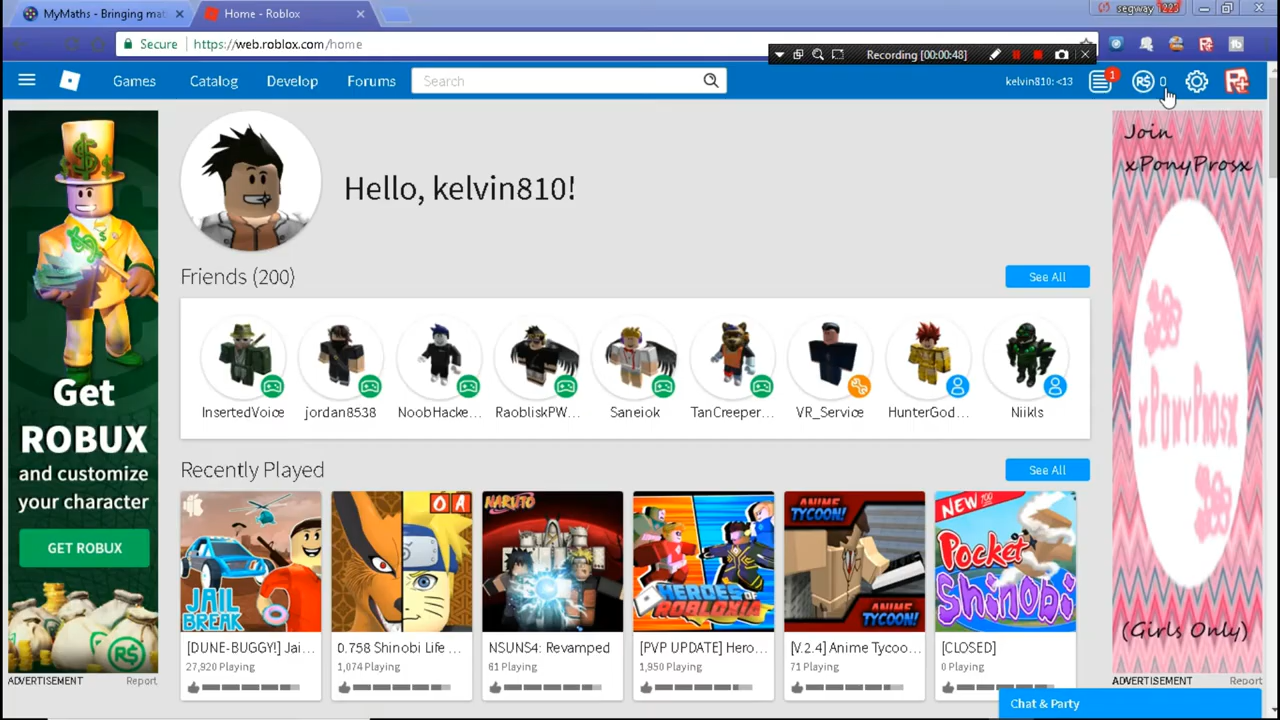 MyMaths - Bringing mat
Home - Roblox
segway 1223
Secure
https://web.roblox.com/home
Recording [00:00:48]
Games
Catalog
Develop
Forums
Search
kelvin810: <13
1
R$
0
Get
ROBUX
and customize
your character
GET ROBUX
R$
ADVERTISEMENT
Report
Hello, kelvin810!
Friends (200)
See All
InsertedVoice
jordan8538
NoobHacke...
RaobliskPW...
Saneiok
TanCreeper...
VR_Service
HunterGod...
Niikls
Recently Played
See All
JAIL
BREAK
O A
NARUTO
HEROES
OF
ROBLOXIA
ANIME
TYCOON!
ANIME
TYCOON!
NEW
Pocket
Shinobi
[DUNE-BUGGY!] Jai...
27,920 Playing
0.758 Shinobi Life ...
1,074 Playing
NSUNS4: Revamped
61 Playing
[PVP UPDATE] Hero...
1,950 Playing
[V.2.4] Anime Tycoo...
71 Playing
[CLOSED]
0 Playing
Join
xPonyProsx
xPonyProsx
(Girls Only)
ADVERTISEMENT
Report
Chat & Party